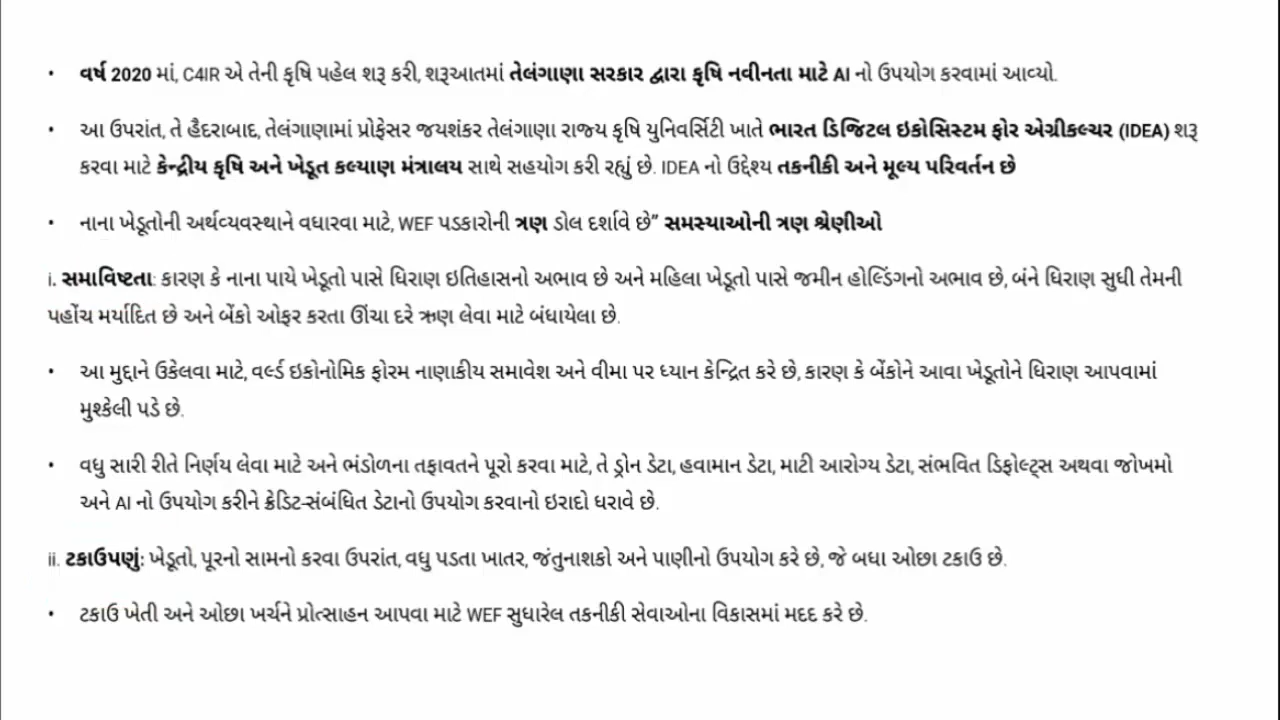 • વર્ષ 2020 માં, C4IR એ તેની કૃષિ પહેલ શરૂ કરી, શરૂઆતમાં તેલંગાણા સરકાર દ્વારા કૃષિ નવીનતા માટે AI નો ઉપયોગ કરવામાં આવ્યો.
• આ ઉપરાંત, તે હૈદરાબાદ, તેલંગાણામાં પ્રોફેસર જયશંકર તેલંગાણા રાજ્ય કૃષિ યુનિવર્સિટી ખાતે ભારત ડિજિટલ ઇકોસિસ્ટમ ફોર એગ્રીકલ્ચર (IDEA) શરૂ
કરવા માટે કેન્દ્રીય કૃષિ અને ખેડૂત કલ્યાણ મંત્રાલય સાથે સહયોગ કરી રહ્યું છે. IDEA નો ઉદ્દેશ્ય તકનીકી અને મૂલ્ય પરિવર્તન છે
• નાના ખેડૂતોની અર્થવ્યવસ્થાને વધારવા માટે, WEF પડકારોની ત્રણ ડોલ દર્શાવે છે” સમસ્યાઓની ત્રણ શ્રેણીઓ
i. સમાવિષ્ટતા: કારણ કે નાના પાયે ખેડૂતો પાસે ધિરાણ ઇતિહાસનો અભાવ છે અને મહિલા ખેડૂતો પાસે જમીન હોલ્ડિંગનો અભાવ છે, બંને ધિરાણ સુધી તેમની
પહોંચ મર્યાદિત છે અને બેંકો ઓફર કરતા ઊંચા દરે ઋણ લેવા માટે બંધાયેલા છે.
• આ મુદ્દાને ઉકેલવા માટે, વર્લ્ડ ઇકોનોમિક ફોરમ નાણાકીય સમાવેશ અને વીમા પર ધ્યાન કેન્દ્રિત કરે છે, કારણ કે બેંકોને આવા ખેડૂતોને ધિરાણ આપવામાં
મુશ્કેલી પડે છે.
• વધુ સારી રીતે નિર્ણય લેવા માટે અને ભંડોળના તફાવતને પૂરો કરવા માટે, તે ડ્રોન ડેટા, હવામાન ડેટા, માટી આરોગ્ય ડેટા, સંભવિત ડિફોલ્ટ્સ અથવા જોખમો
અને AI નો ઉપયોગ કરીને ક્રેડિટ-સંબંધિત ડેટાનો ઉપયોગ કરવાનો ઇરાદો ધરાવે છે.
ii. ટકાઉપણું: ખેડૂતો, પૂરનો સામનો કરવા ઉપરાંત, વધુ પડતા ખાતર, જંતુનાશકો અને પાણીનો ઉપયોગ કરે છે, જે બધા ઓછા ટકાઉ છે.
• ટકાઉ ખેતી અને ઓછા ખર્ચને પ્રોત્સાહન આપવા માટે WEF સુધારેલ તકનીકી સેવાઓના વિકાસમાં મદદ કરે છે.